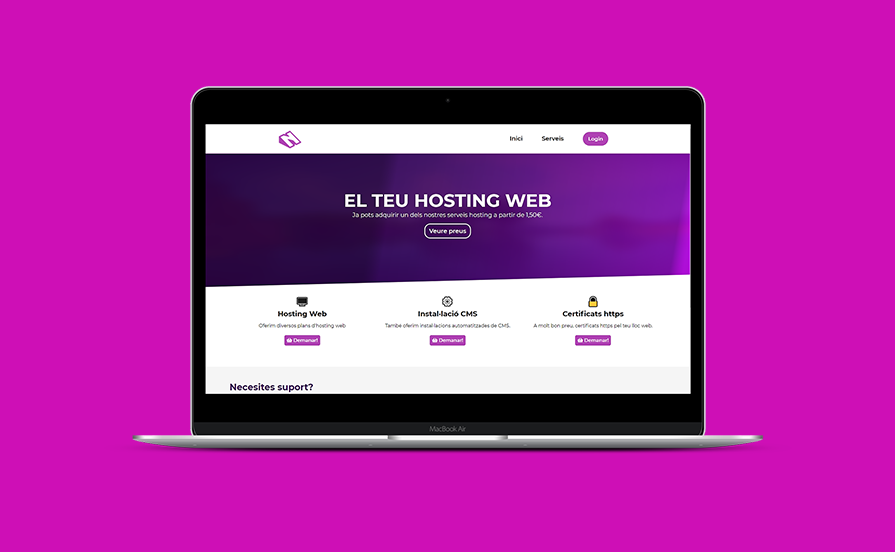 Inici Serveis Login
EL TEU HOSTING WEB
Ja pots adquirir un dels nostres serveis hosting a partir de 1,50€.
Veure preus
Hosting Web
Oferim diversos plans d'hosting web
Demanar!
Instal·lació CMS
També oferim instal·lacions automatitzades de CMS.
Demanar!
Certificats https
A molt bon preu, certificats https pel teu lloc web.
Demanar!
Necesites suport?
MacBook Air